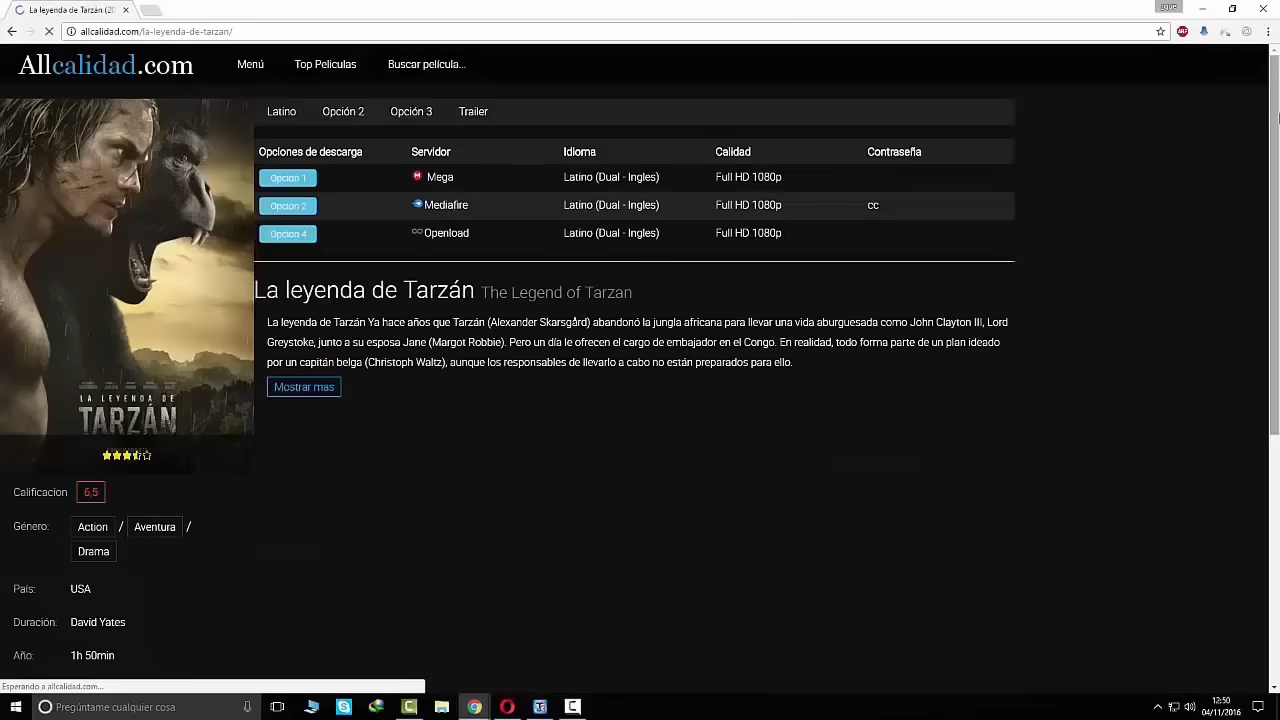 La leyenda de Tarzán (20
allcalidad.com/la-leyenda-de-tarzan/
Allcalidad.com
Menú
Top Peliculas
Buscar película...
Latino
Opción 2
Opción 3
Trailer
Opciones de descarga Servidor Idioma Calidad Contraseña
Opcion 1 Mega Latino (Dual - Ingles) Full HD 1080p
Opcion 2 Mediafire Latino (Dual - Ingles) Full HD 1080p cc
Opcion 4 Openload Latino (Dual - Ingles) Full HD 1080p
La leyenda de Tarzán The Legend of Tarzan
La leyenda de Tarzán Ya hace años que Tarzán (Alexander Skarsgård) abandonó la jungla africana para llevar una vida aburguesada como John Clayton III, Lord
Greystoke, junto a su esposa Jane (Margot Robbie). Pero un día le ofrecen el cargo de embajador en el Congo. En realidad, todo forma parte de un plan ideado
por un capitán belga (Christoph Waltz), aunque los responsables de llevarlo a cabo no están preparados para ello.
Mostrar mas
LA LEYENDA DE
TARZÁN
Calificacion 6,5
Género: Action / Aventura /
Drama
País: USA
Duración: David Yates
Año: 1h 50min
Esperando a allcalidad.com...
Pregúntame cualquier cosa
12:50
04/11/2016